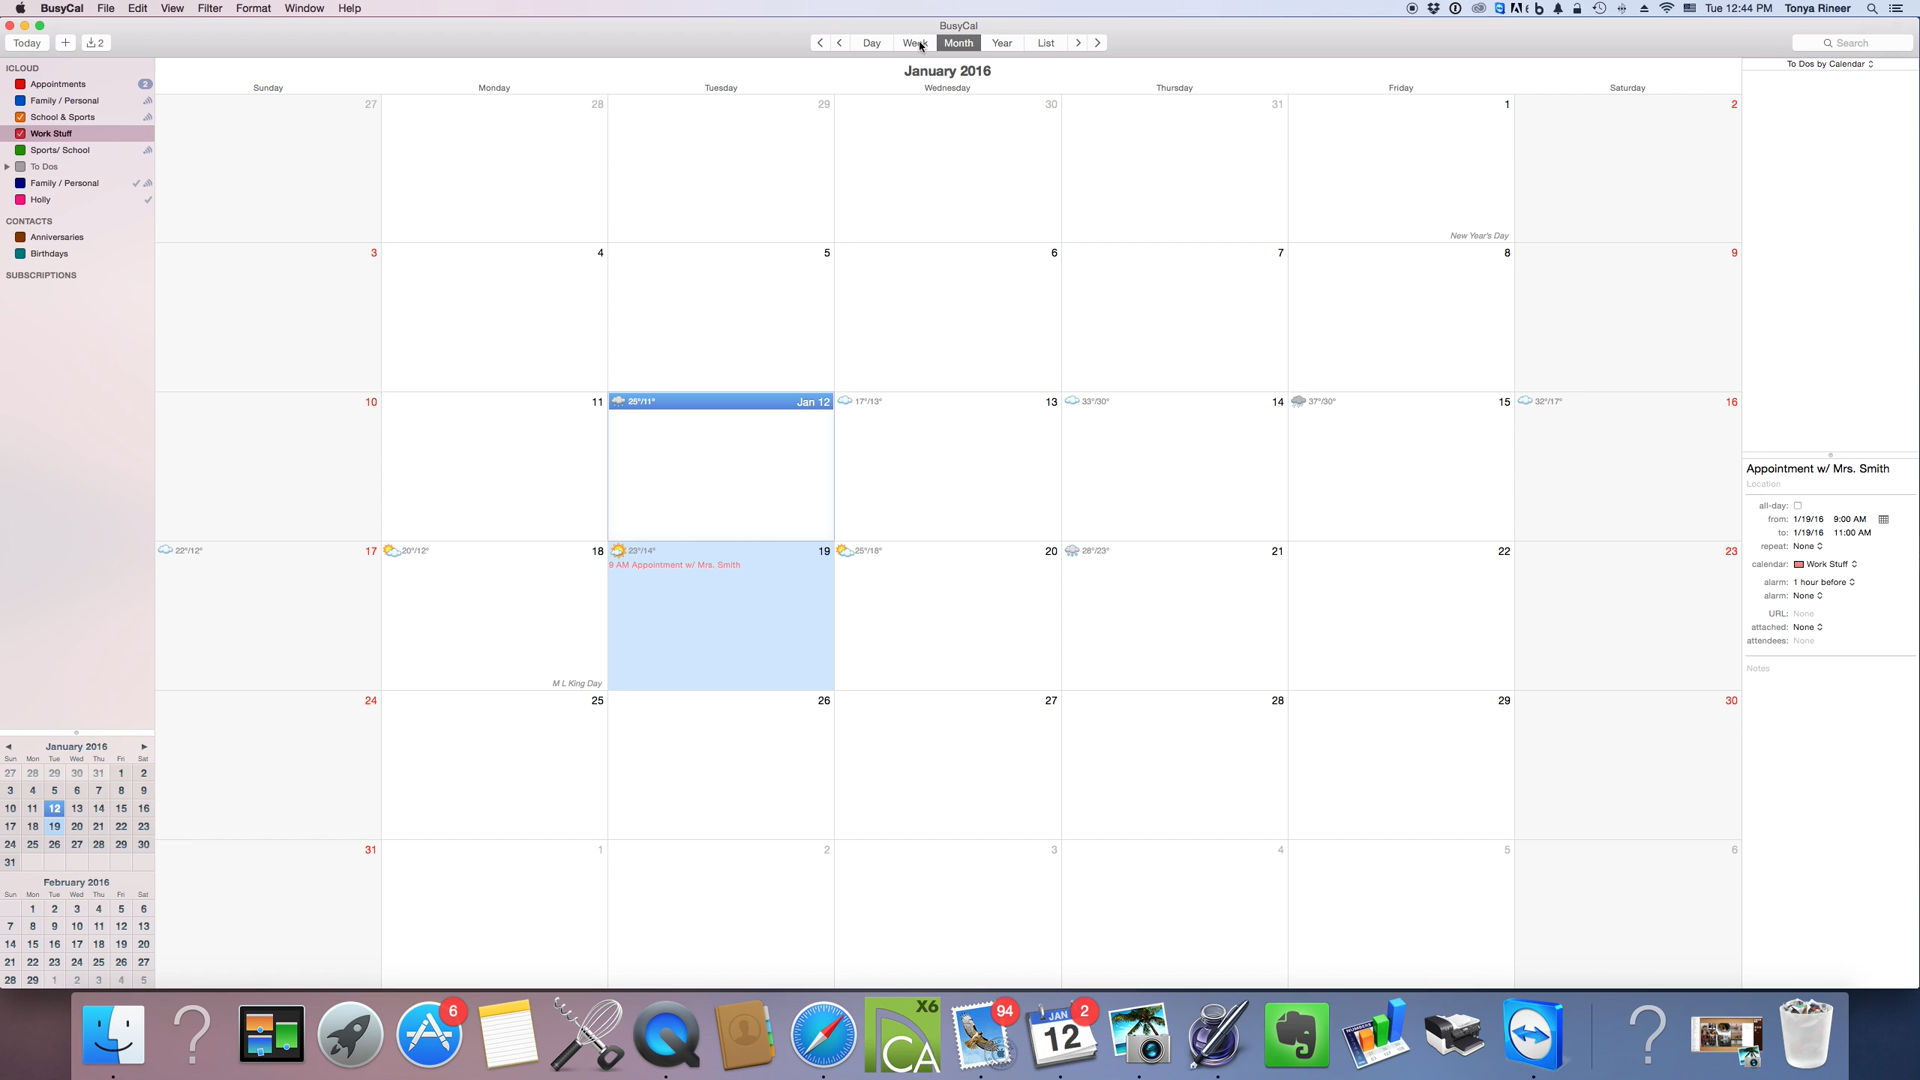 BusyCal File Edit View Filter Format Window Help Tue 12:44 PM Tonya Rineer
BusyCal
Today + 2 Day Week Month Year List Search
January 2016
Sunday Monday Tuesday Wednesday Thursday Friday Saturday
ICLOUD
Appointments 2
Family / Personal
School & Sports
Work Stuff
Sports/ School
To Dos
Family / Personal
Holly
CONTACTS
Anniversaries
Birthdays
SUBSCRIPTIONS
27 28 29 30 31 1 2
New Year's Day
3 4 5 6 7 8 9
10 11 25°/11° Jan 12 17°/13° 13 33°/30° 14 37°/30° 15 32°/17° 16
22°/12° 17 20°/12° 18 23°/14° 19 25°/18° 20 28°/23° 21 22 23
9 AM Appointment w/ Mrs. Smith
M L King Day
24 25 26 27 28 29 30
31 1 2 3 4 5 6
To Dos by Calendar
Appointment w/ Mrs. Smith
Location
all-day:
from: 1/19/16 9:00 AM
to: 1/19/16 11:00 AM
repeat: None
calendar: Work Stuff
alarm: 1 hour before
alarm: None
URL: None
attached: None
attendees: None
Notes
January 2016
Sun Mon Tue Wed Thu Fri Sat
27 28 29 30 31 1 2
3 4 5 6 7 8 9
10 11 12 13 14 15 16
17 18 19 20 21 22 23
24 25 26 27 28 29 30
31
February 2016
Sun Mon Tue Wed Thu Fri Sat
1 2 3 4 5 6
7 8 9 10 11 12 13
14 15 16 17 18 19 20
21 22 23 24 25 26 27
28 29 1 2 3 4 5
6 X6 CA 94 JAN 12 2 NUMBERS